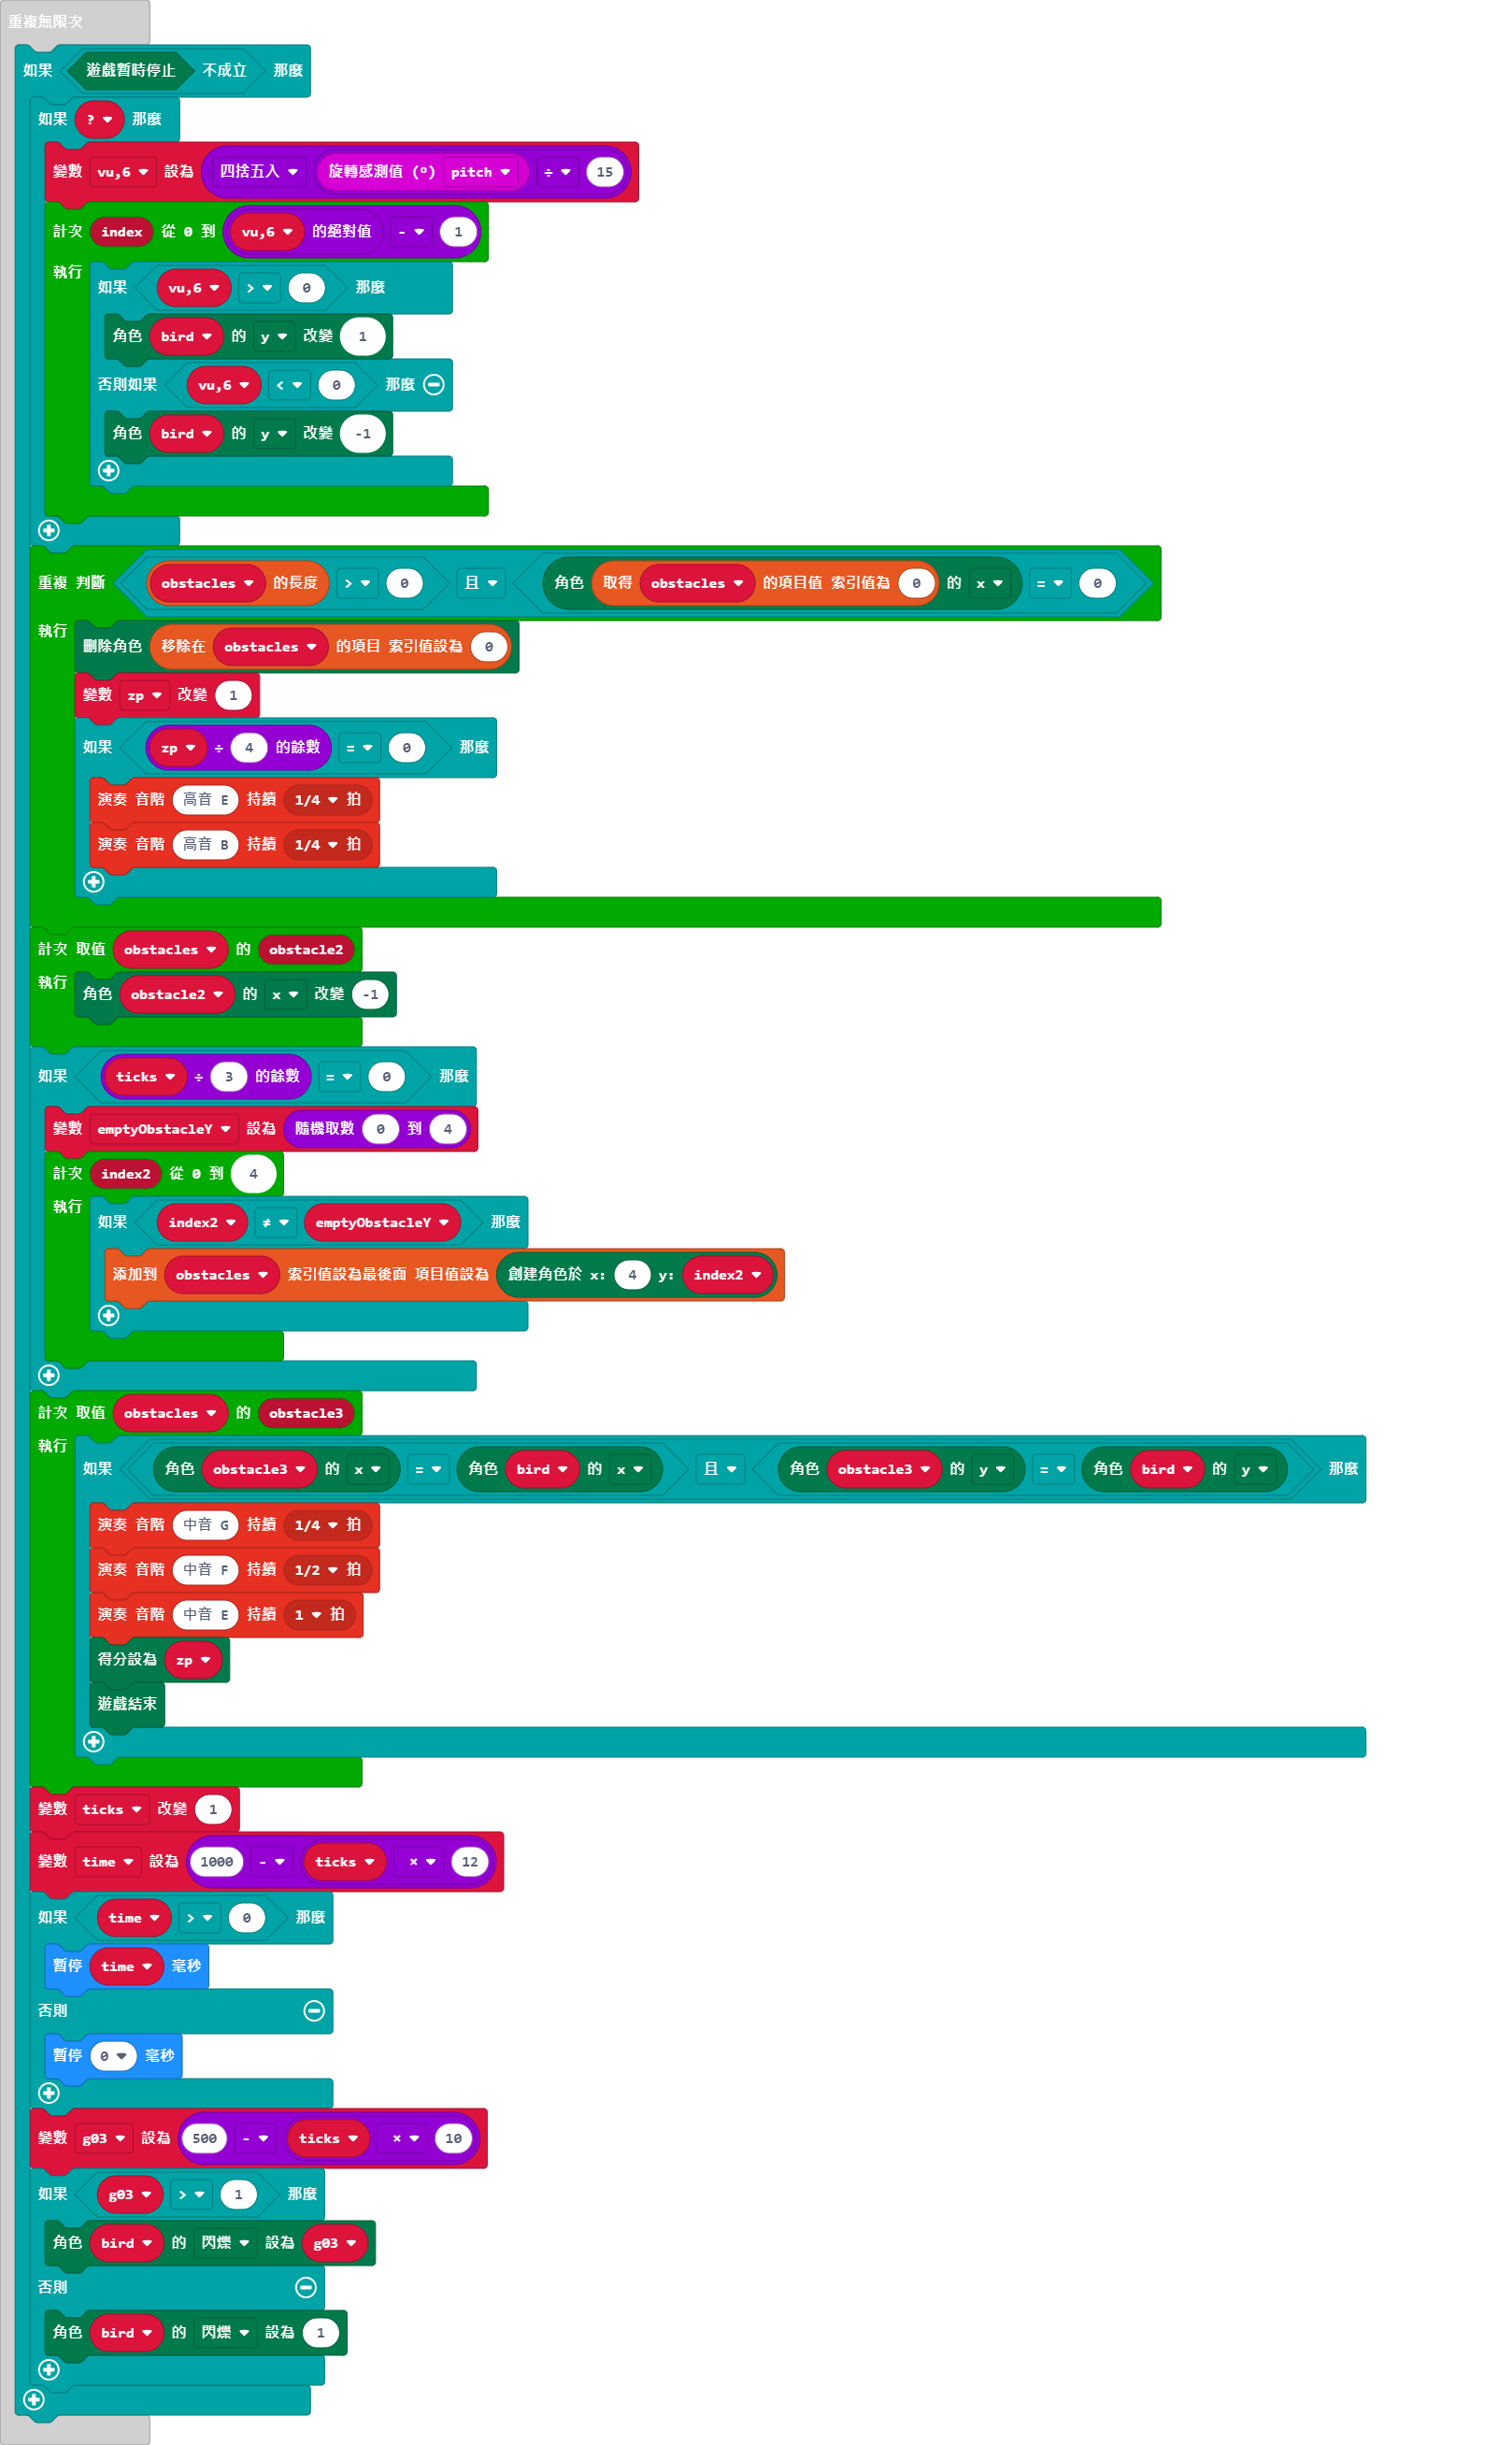 重複無限次
如果 遊戲暫時停止 不成立 那麼
如果 ? 那麼
變數 vu,6 設為 四捨五入 旋轉感測值 (º) pitch ÷ 15
計次 index 從 0 到 vu,6 的絕對值 - 1
執行
如果 vu,6 > 0 那麼
角色 bird 的 y 改變 1
否則如果 vu,6 < 0 那麼
角色 bird 的 y 改變 -1
重複 判斷 obstacles 的長度 > 0 且 角色 取得 obstacles 的項目值 索引值為 0 的 x = 0
執行
刪除角色 移除在 obstacles 的項目 索引值設為 0
變數 zp 改變 1
如果 zp ÷ 4 的餘數 = 0 那麼
演奏 音階 高音 E 持續 1/4 拍
演奏 音階 高音 B 持續 1/4 拍
計次 取值 obstacles 的 obstacle2
執行
角色 obstacle2 的 x 改變 -1
如果 ticks ÷ 3 的餘數 = 0 那麼
變數 emptyObstacleY 設為 隨機取數 0 到 4
計次 index2 從 0 到 4
執行
如果 index2 ≠ emptyObstacleY 那麼
添加到 obstacles 索引值設為最後面 項目值設為 創建角色於 x: 4 y: index2
計次 取值 obstacles 的 obstacle3
執行
如果 角色 obstacle3 的 x = 角色 bird 的 x 且 角色 obstacle3 的 y = 角色 bird 的 y 那麼
演奏 音階 中音 G 持續 1/4 拍
演奏 音階 中音 F 持續 1/2 拍
演奏 音階 中音 E 持續 1 拍
得分設為 zp
遊戲結束
變數 ticks 改變 1
變數 time 設為 1000 - ticks × 12
如果 time > 0 那麼
暫停 time 毫秒
否則
暫停 0 毫秒
變數 g03 設為 500 - ticks × 10
如果 g03 > 1 那麼
角色 bird 的 閃爍 設為 g03
否則
角色 bird 的 閃爍 設為 1